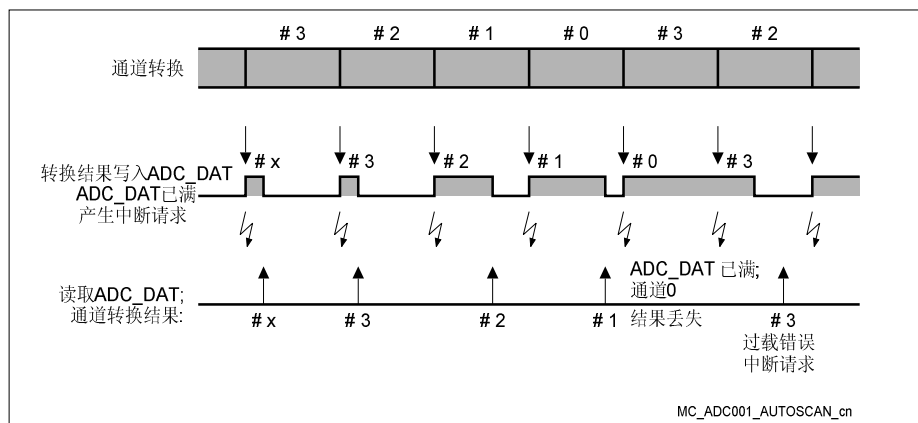 # 3 # 2 # 1 # 0 # 3 # 2
通道转换
# x # 3 # 2 # 1 # 0 # 3
转换结果写入ADC_DAT
ADC_DAT已满
产生中断请求
ADC_DAT 已满;
通道0
读取ADC_DAT;
通道转换结果:
# x # 3 # 2 # 1 结果丢失 # 3
过载错误
中断请求
MC_ADC001_AUTOSCAN_cn